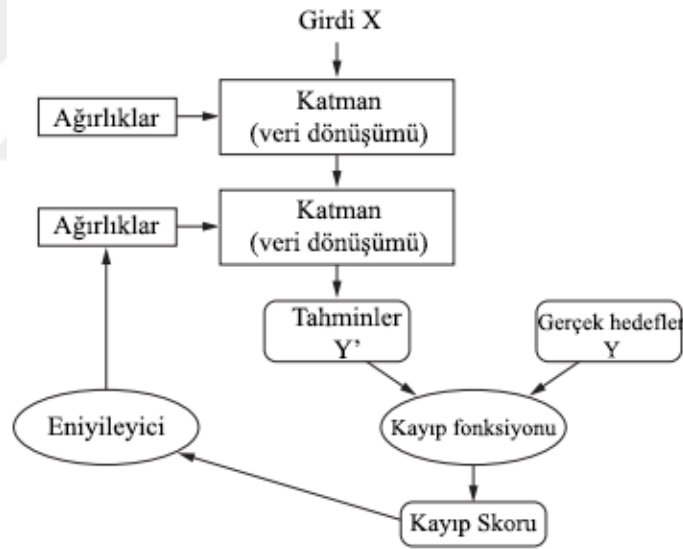 Girdi X
Ağırlıklar
Katman
(veri dönüşümü)
Ağırlıklar
Katman
(veri dönüşümü)
Tahminler
Y’
Gerçek hedefler
Y
Eniyileyici
Kayıp fonksiyonu
Kayıp Skoru